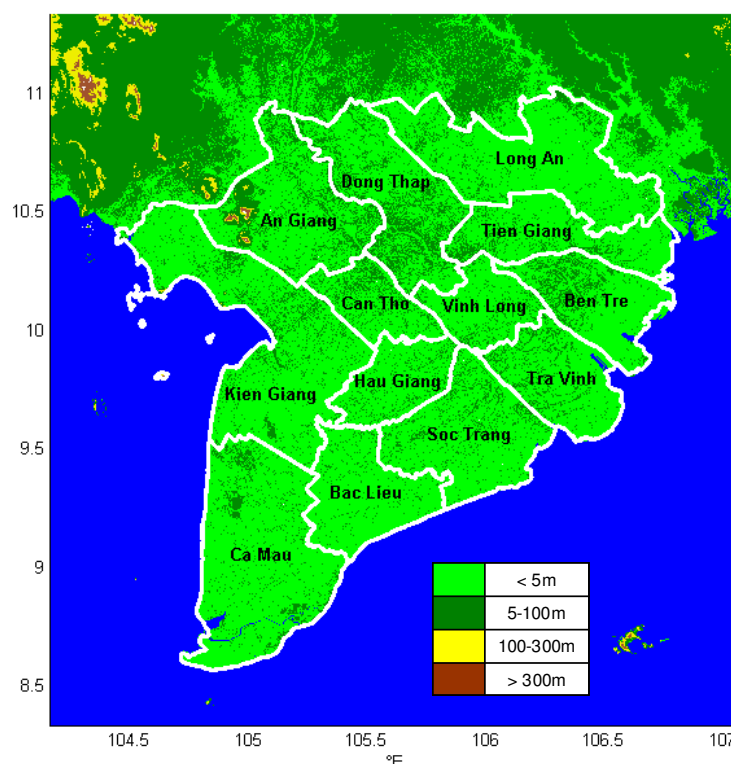 11
Long An
Dong Thap
10.5
An Giang
Tien Giang
Can Tho
Vinh Long
Ben Tre
10
Kien Giang
Hau Giang
Tra Vinh
9.5
Soc Trang
Bac Lieu
Ca Mau
9
< 5m
5-100m
100-300m
> 300m
8.5
104.5 105 105.5 106 106.5 107
°E